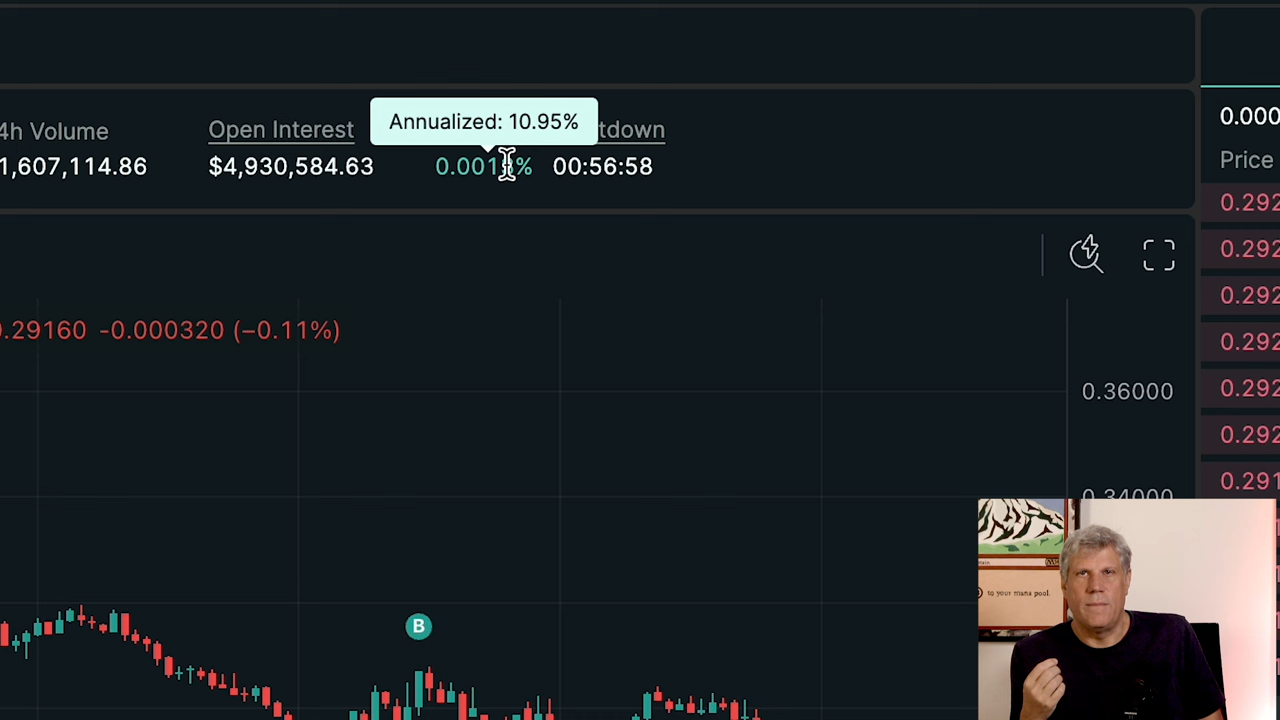 4h Volume
Open Interest
Annualized: 10.95%
tdown
1,607,114.86
$4,930,584.63
00:56:58
0.000
Price
0.292
0.292
0.292
0.292
0.292
0.292
0.291
.29160 -0.000320 (−0.11%)
0.36000
0.34000
B
to your mana pool.